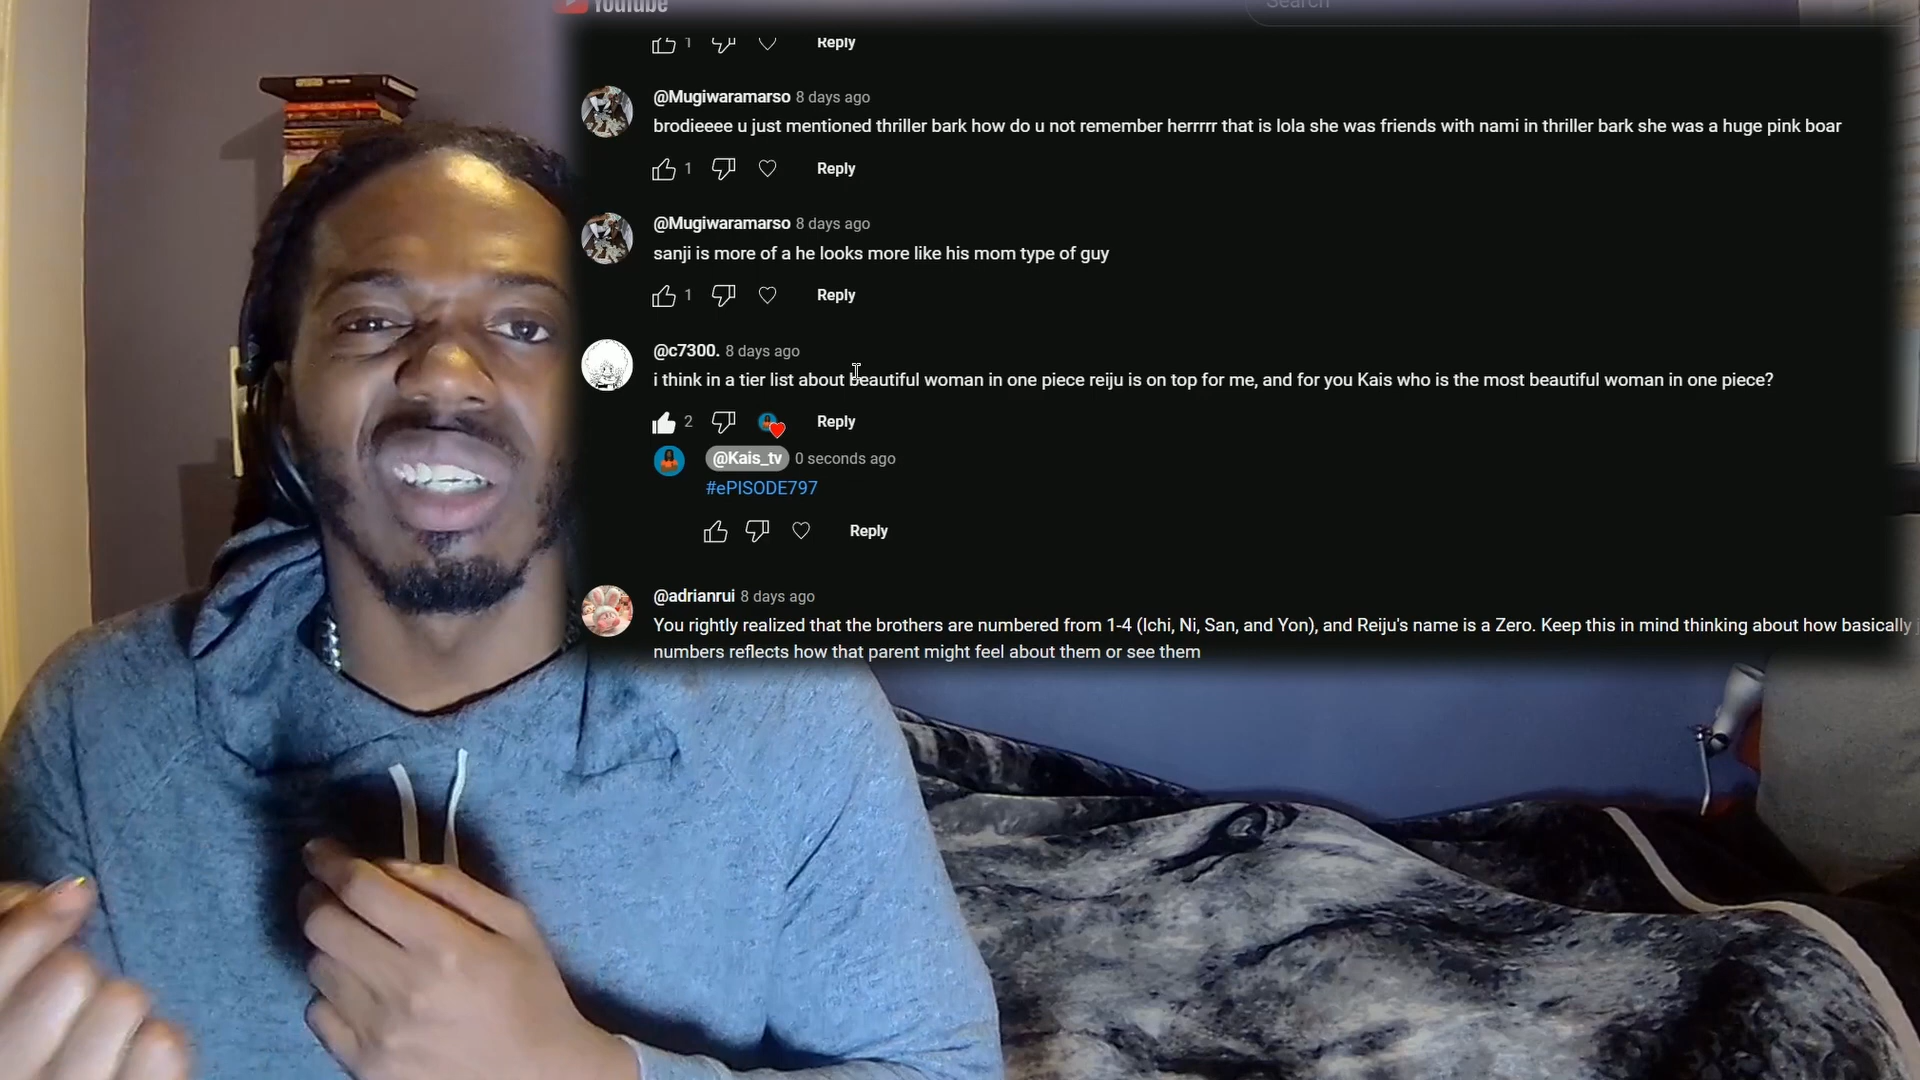 YouTube
Search
1 Reply
@Mugiwaramarso 8 days ago
brodieeee u just mentioned thriller bark how do u not remember herrrrr that is lola she was friends with nami in thriller bark she was a huge pink boar
1 Reply
@Mugiwaramarso 8 days ago
sanji is more of a he looks more like his mom type of guy
1 Reply
@c7300. 8 days ago
i think in a tier list about beautiful woman in one piece reiju is on top for me, and for you Kais who is the most beautiful woman in one piece?
2 Reply
@Kais_tv 0 seconds ago
#ePISODE797
Reply
@adrianrui 8 days ago
You rightly realized that the brothers are numbered from 1-4 (Ichi, Ni, San, and Yon), and Reiju's name is a Zero. Keep this in mind thinking about how basically
numbers reflects how that parent might feel about them or see them